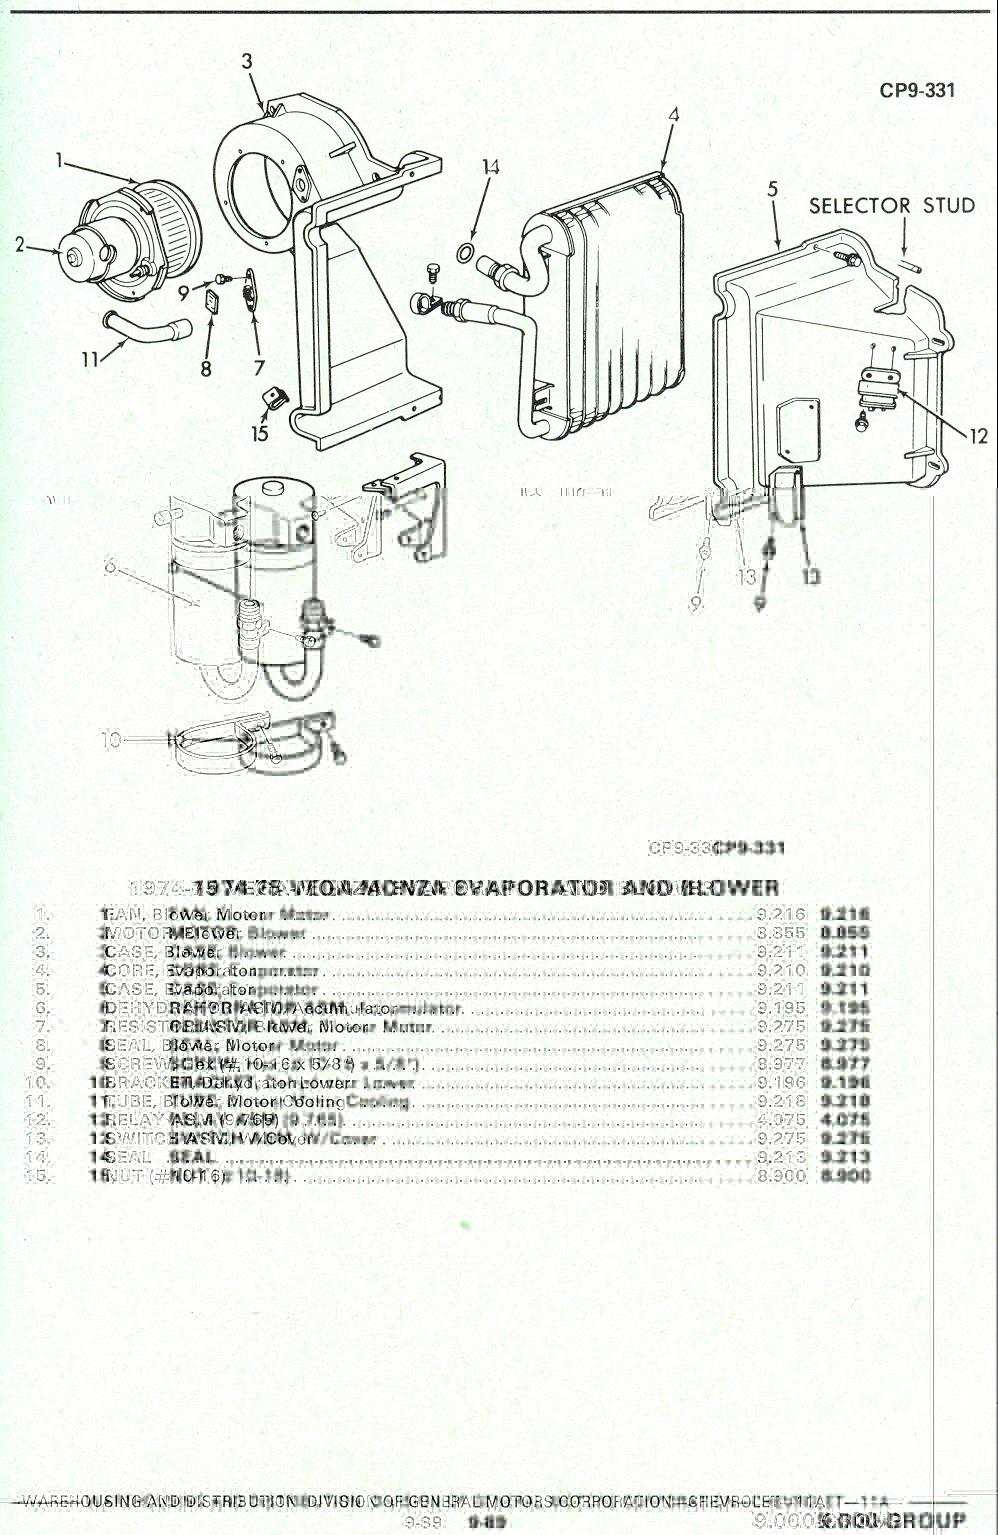 CP9-331
3
4
1
14
5
SELECTOR STUD
2
9
11
8
7
15
12
6
13
13
9
9
10
CP9-331
1974-75 VEGA-MONZA EVAPORATOR AND BLOWER
1. FAN, Blower Motor 9.216
2. MOTOR, Blower 8.855
3. CASE, Blower 9.211
4. CORE, Evaporator 9.210
5. CASE, Evaporator 9.211
6. 9.195
7. RESISTOR ASM, Blower Motor 9.275
8. SEAL, Blower Motor 9.275
9. SCREW, Hex (#10-16 x 5/8") 8.977
10. BRACKET, Dehydrator Lower 9.196
11. TUBE, Blower Motor Cooling 9.218
12. RELAY ASM (9.765) 4.075
13. SWITCH ASM, W/Cover 9.275
14. SEAL 9.213
15. NUT (#10-16) 8.900
WAREHOUSING AND DISTRIBUTION DIVISION OF GENERAL MOTORS CORPORATION CHEVROLET
9-89
9.000 GROUP